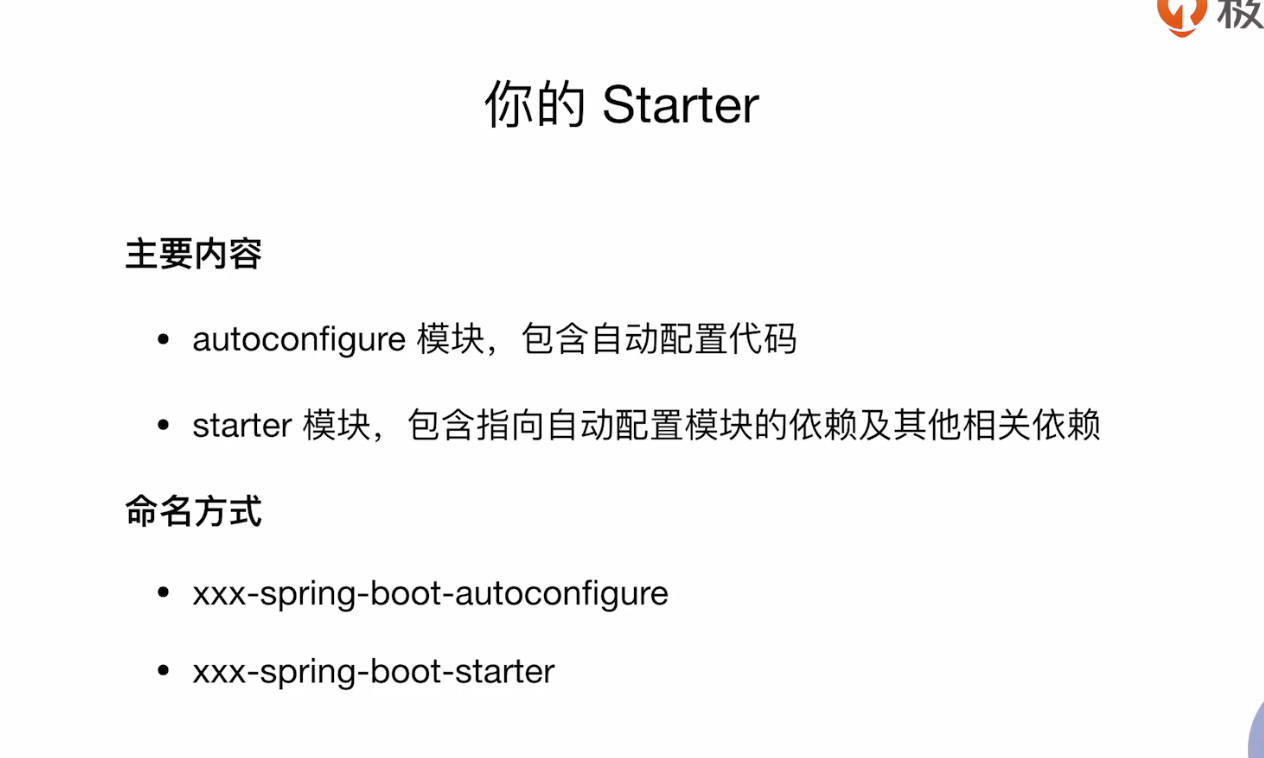 极
你的 Starter
主要内容
• autoconfigure 模块，包含自动配置代码
• starter 模块，包含指向自动配置模块的依赖及其他相关依赖
命名方式
• xxx-spring-boot-autoconfigure
• xxx-spring-boot-starter